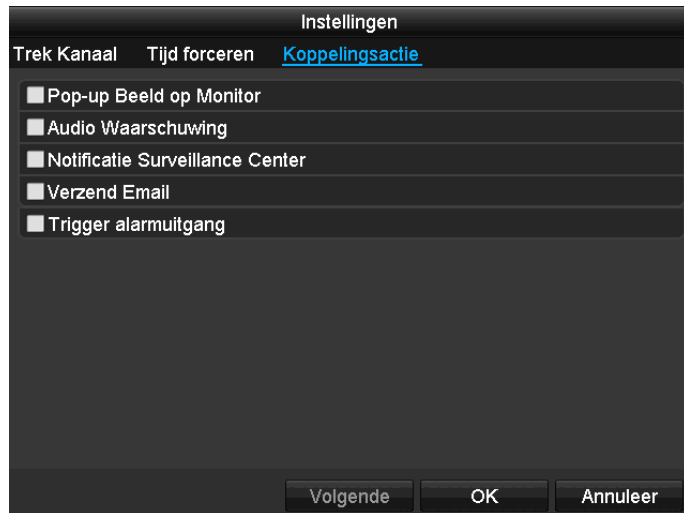 Instellingen
Trek Kanaal Tijd forceren Koppelingsactie
Pop-up Beeld op Monitor
Audio Waarschuwing
Notificatie Surveillance Center
Verzend Email
Trigger alarmuitgang
Volgende OK Annuleer